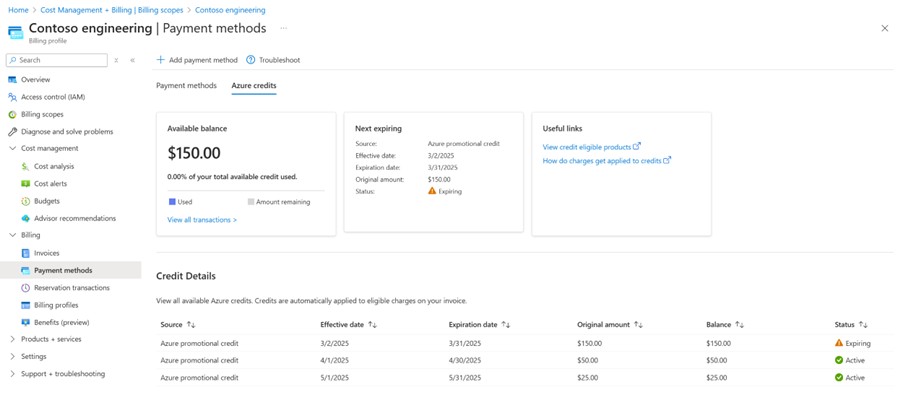 Home > Cost Management + Billing | Billing scopes > Contoso engineering
Contoso engineering | Payment methods ...
Billing profile
Search
Add payment method
Troubleshoot
Overview
Access control (IAM)
Billing scopes
Diagnose and solve problems
Cost management
Cost analysis
Cost alerts
Budgets
Advisor recommendations
Billing
Invoices
Payment methods
Reservation transactions
Billing profiles
Benefits (preview)
Products + services
Settings
Support + troubleshooting
Payment methods Azure credits
Available balance
$150.00
0.00% of your total available credit used.
Used Amount remaining
View all transactions >
Next expiring
Source: Azure promotional credit
Effective date: 3/2/2025
Expiration date: 3/31/2025
Original amount: $150.00
Status: Expiring
Useful links
View credit eligible products
How do charges get applied to credits
Credit Details
View all available Azure credits. Credits are automatically applied to eligible charges on your invoice.
Source ↑↓ Effective date ↑↓ Expiration date ↑↓ Original amount ↑↓ Balance ↑↓ Status ↑↓
Azure promotional credit 3/2/2025 3/31/2025 $150.00 $150.00 Expiring
Azure promotional credit 4/1/2025 4/30/2025 $50.00 $50.00 Active
Azure promotional credit 5/1/2025 5/31/2025 $25.00 $25.00 Active